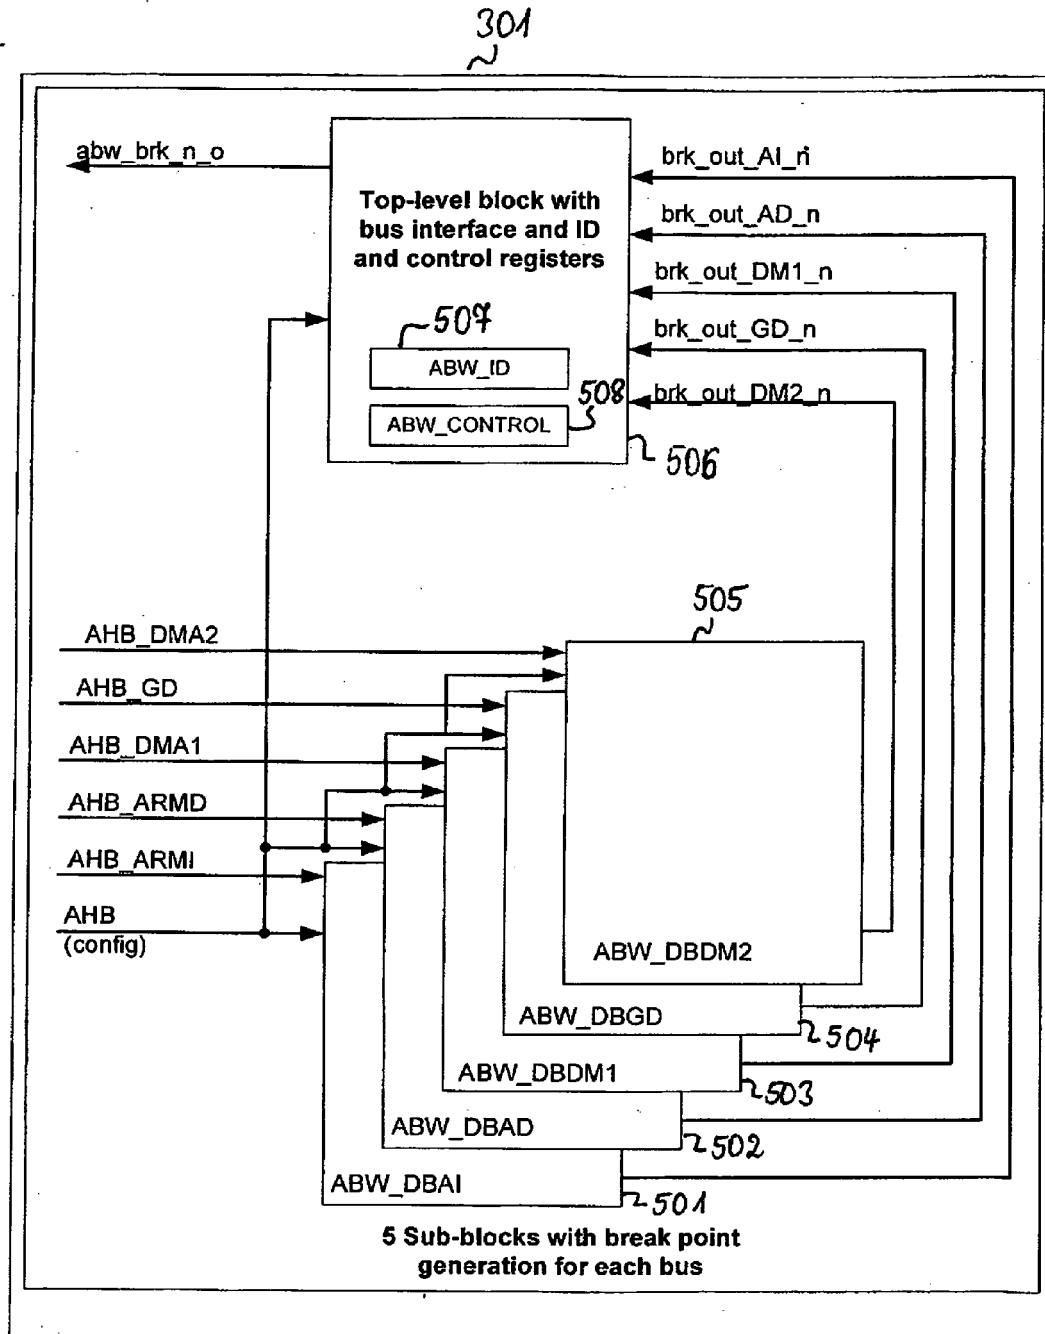 301
abw_brk_n_o
Top-level block with
bus interface and ID
and control registers
507
ABW_ID
508
ABW_CONTROL
506
brk_out_AI_n
brk_out_AD_n
brk_out_DM1_n
brk_out_GD_n
brk_out_DM2_n
505
AHB_DMA2
AHB_GD
AHB_DMA1
AHB_ARMD
AHB_ARMI
AHB
(config)
ABW_DBDM2
ABW_DBGD
504
ABW_DBDM1
503
ABW_DBAD
502
ABW_DBAI
501
5 Sub-blocks with break point
generation for each bus